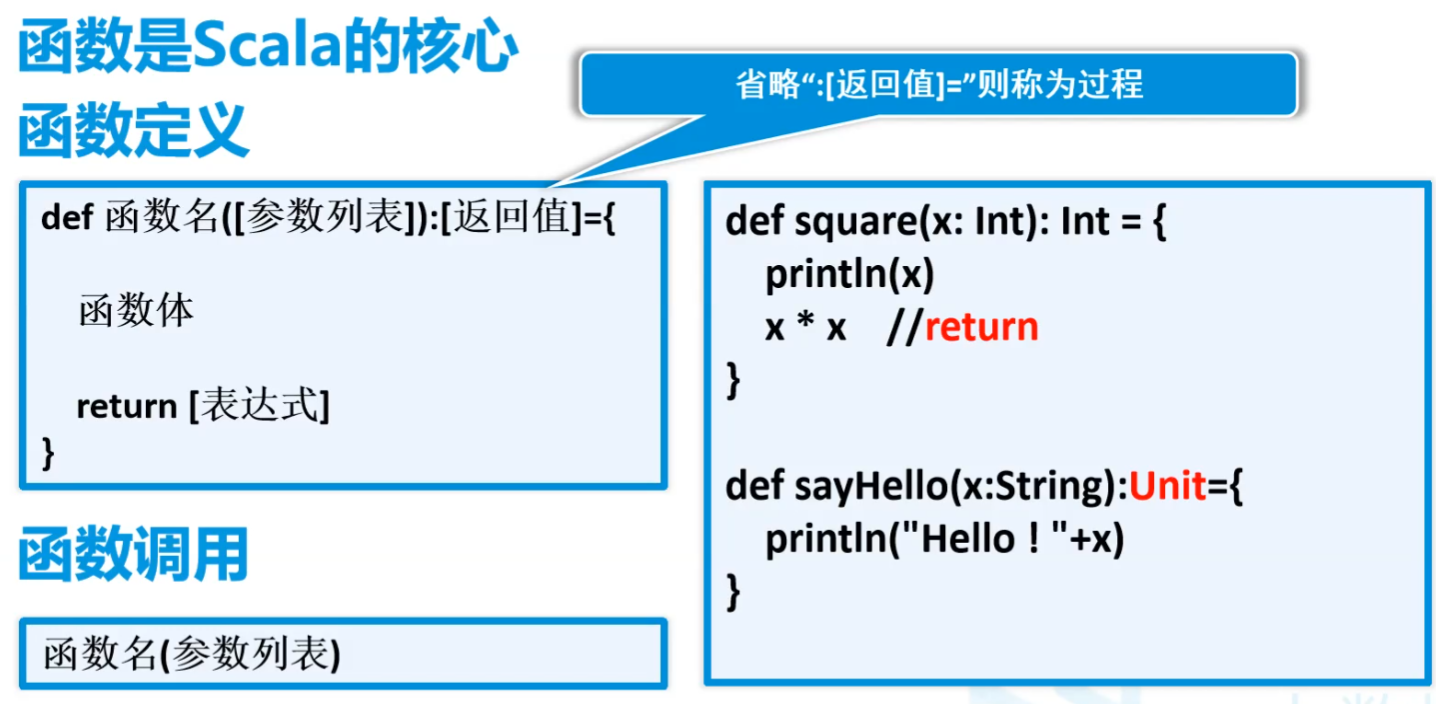 函数是Scala的核心
函数定义
省略“:[返回值]=”则称为过程
def 函数名([参数列表]):[返回值]={
函数体
return [表达式]
}
函数调用
函数名(参数列表)
def square(x: Int): Int = {
println(x)
x * x //return
}
def sayHello(x:String):Unit={
println("Hello ! "+x)
}